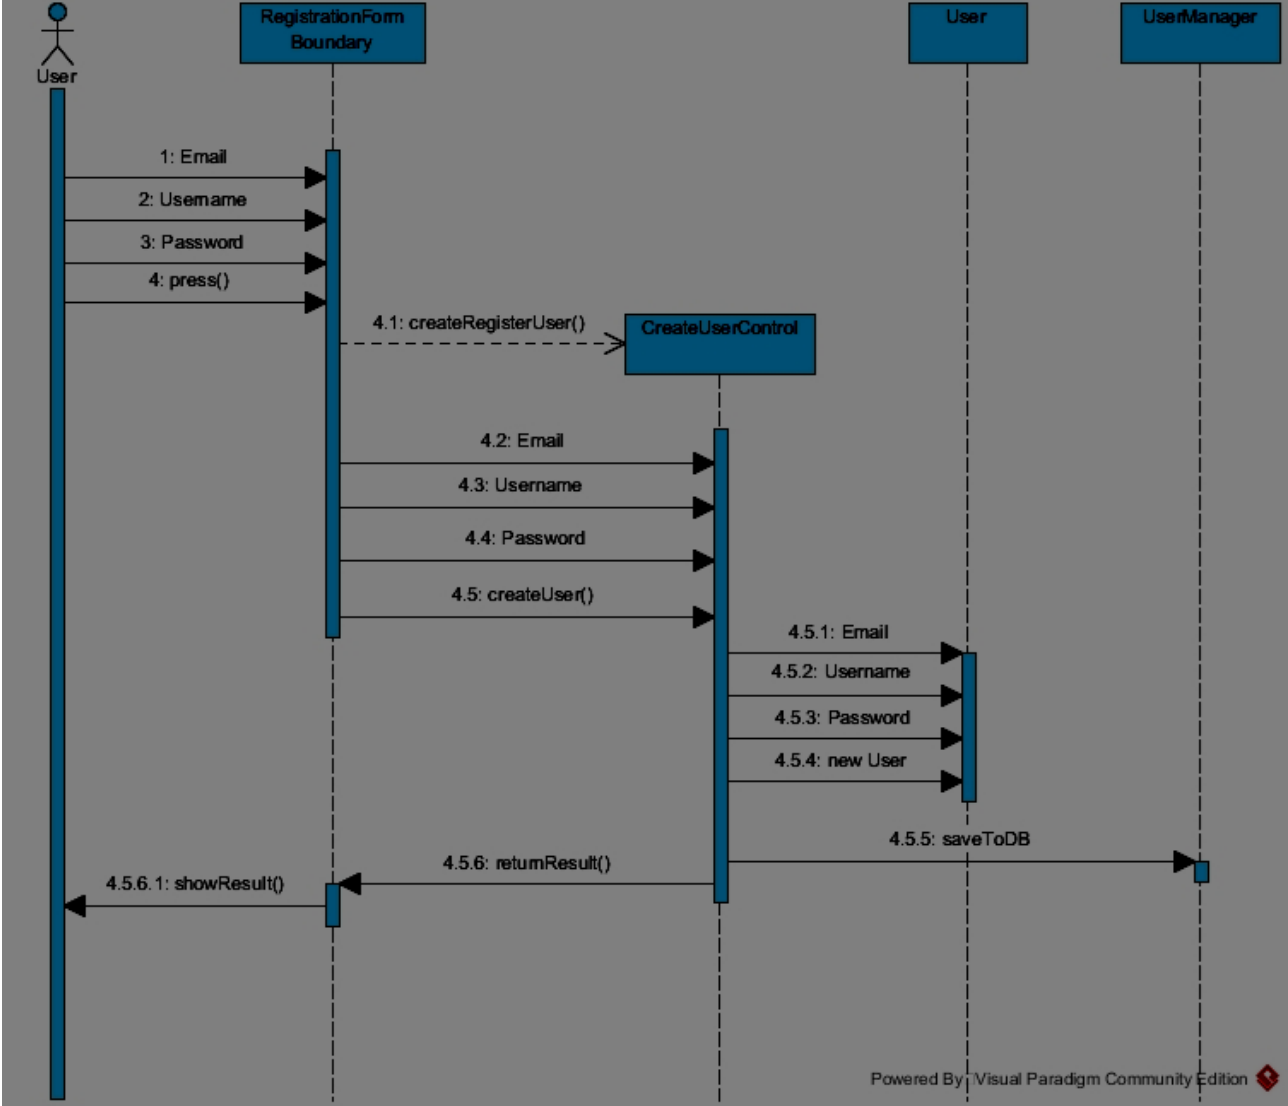 RegistrationForm
Boundary
User
UserManager
User
1: Email
2: Username
3: Password
4: press()
4.1: createRegisterUser()
CreateUserControl
4.2: Email
4.3: Username
4.4: Password
4.5: createUser()
4.5.1: Email
4.5.2: Username
4.5.3: Password
4.5.4: new User
4.5.5: saveToDB
4.5.6: returnResult()
4.5.6.1: showResult()
Powered By Visual Paradigm Community Edition